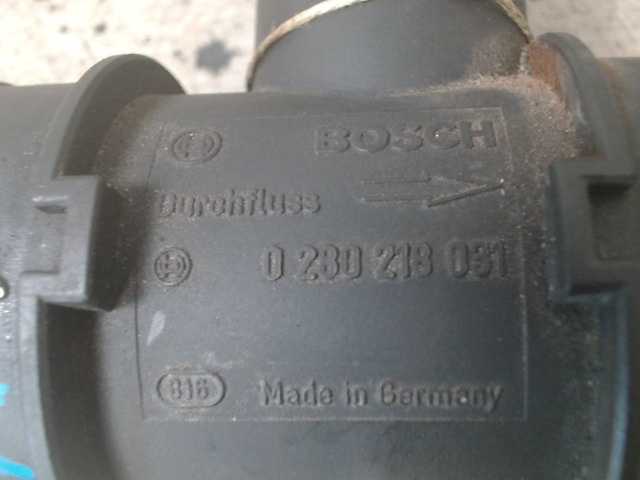 BOSCH
Durchfluss
0 280 218 031
816
Made in Germany